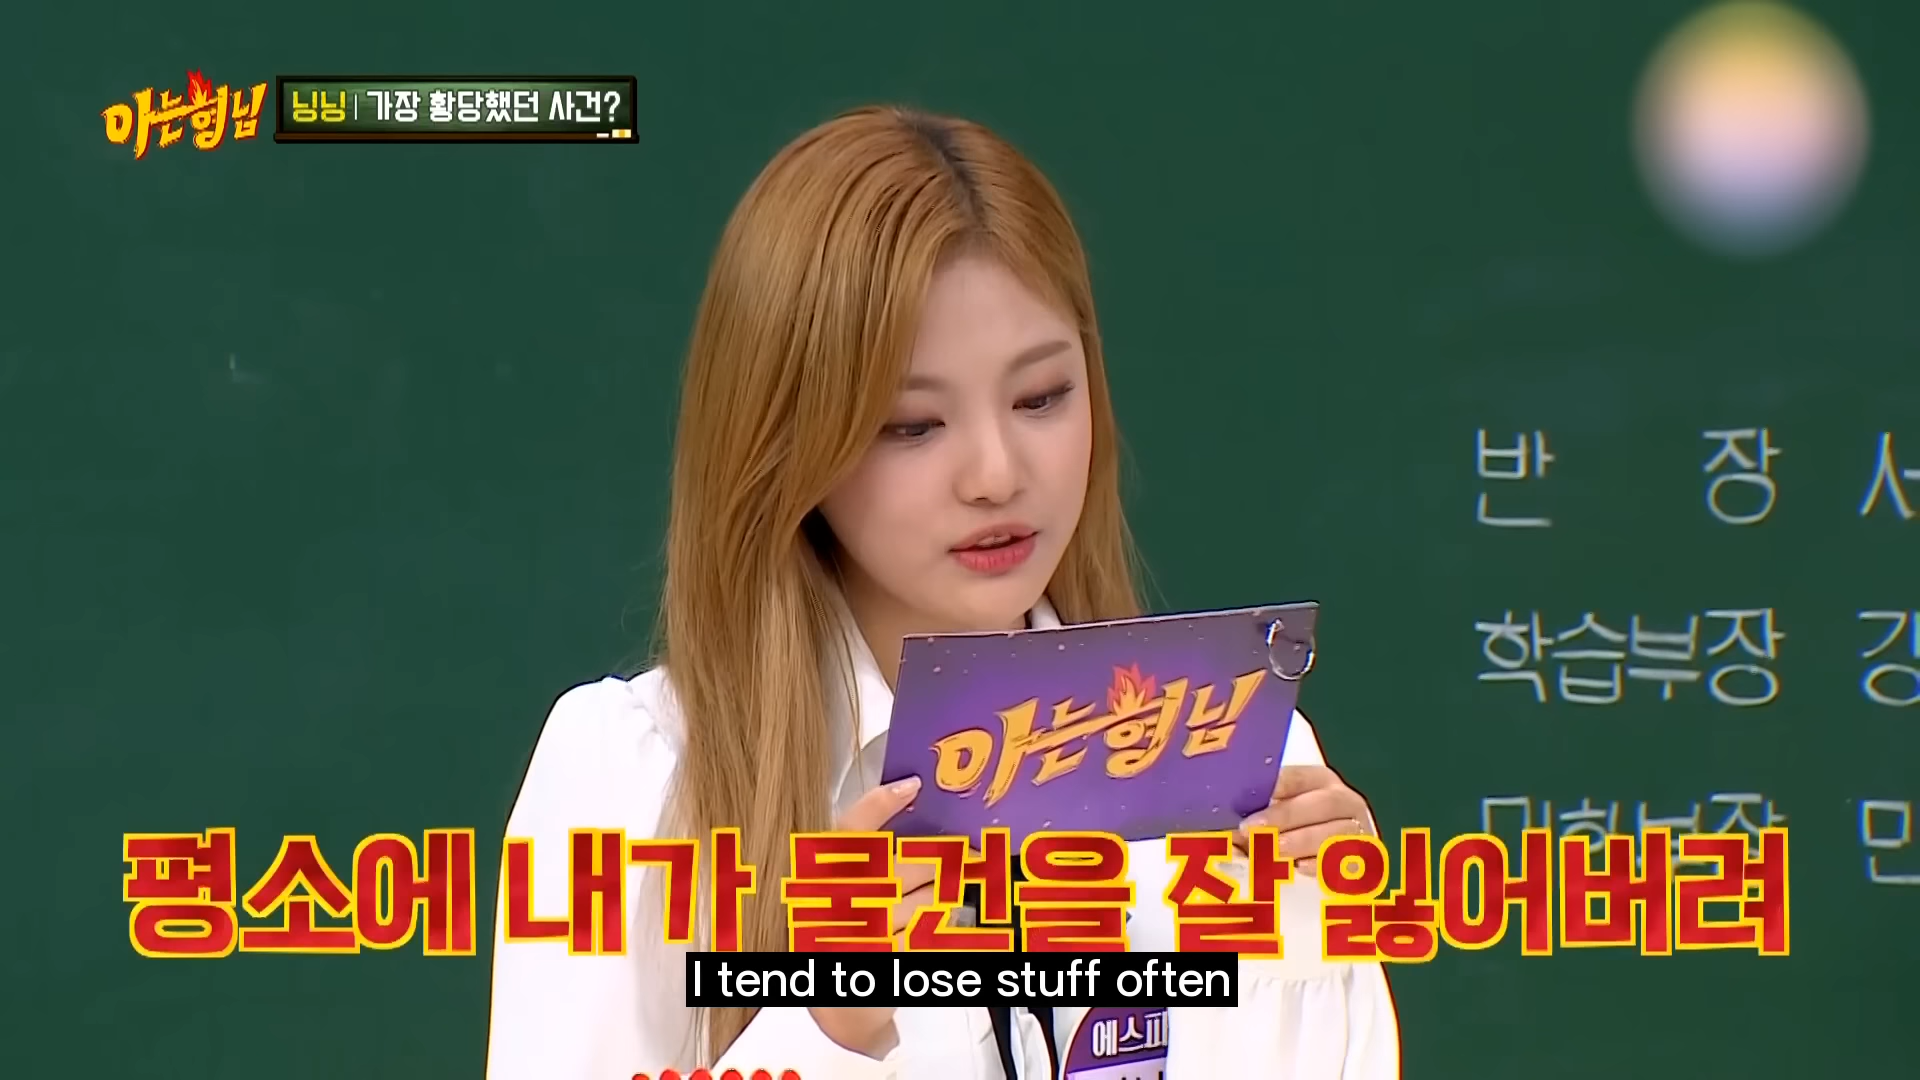 아는형님
닝닝 | 가장 황당했던 사건?
반 장 서
학습부장 강
아는형님
평소에 내가 물건을 잘 잃어버려
I tend to lose stuff often
에스파